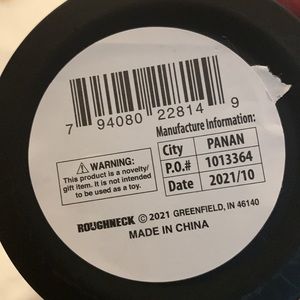 7 94080 22814 9
Manufacture Information:
City PANAN
P.O.# 1013364
Date 2021/10
WARNING:
This product is a novelty/
gift item. It is not intended
to be used as a toy.
ROUGHNECK © 2021 GREENFIELD, IN 46140
MADE IN CHINA